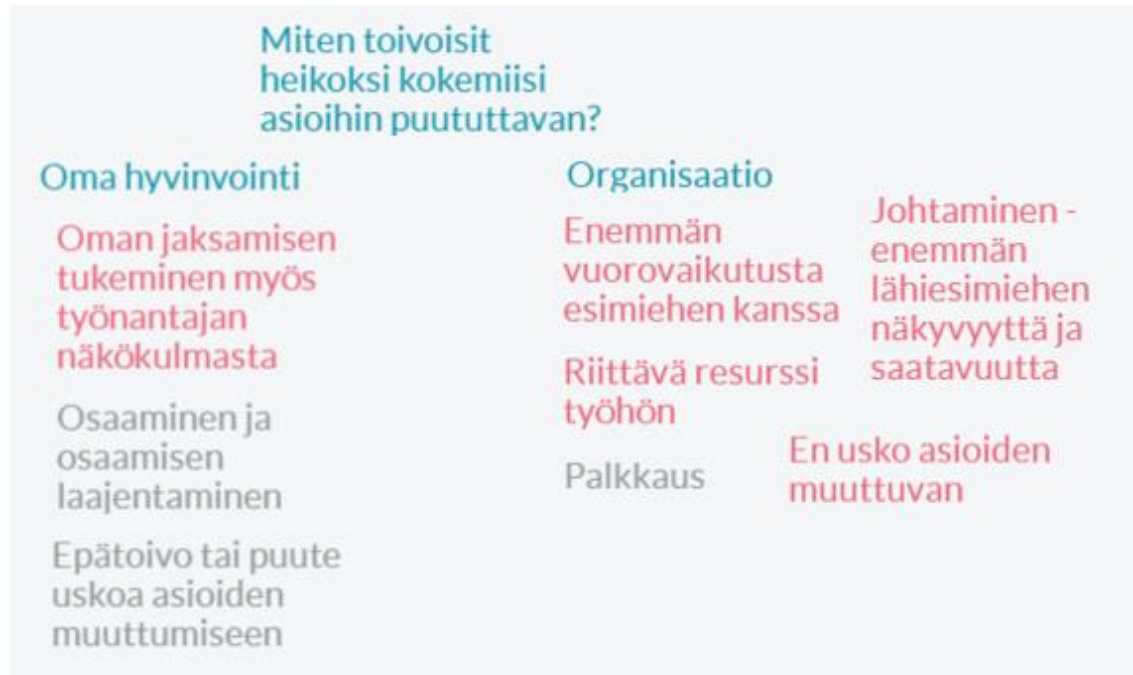 Miten toivoisit
heikoksi kokemiisi
asioihin puututtavan?
Oma hyvinvointi
Oman jaksamisen
tukeminen myös
työnantajan
näkökulmasta
Osaaminen ja
osaamisen
laajentaminen
Epätoivo tai puute
uskoa asioiden
muuttumiseen
Organisaatio
Enemmän
vuorovaikutusta
esimiehen kanssa
Riittävä resurssi
työhön
Palkkaus
Johtaminen -
enemmän
lähiesimiehen
näkyvyyttä ja
saatavuutta
En usko asioiden
muuttuvan